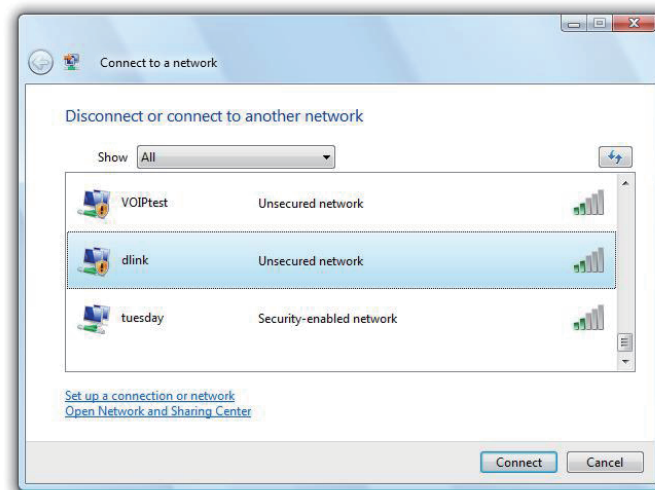 Connect to a network
Disconnect or connect to another network
Show All
VOIPtest Unsecured network
dlink Unsecured network
tuesday Security-enabled network
Set up a connection or network
Open Network and Sharing Center
Connect Cancel